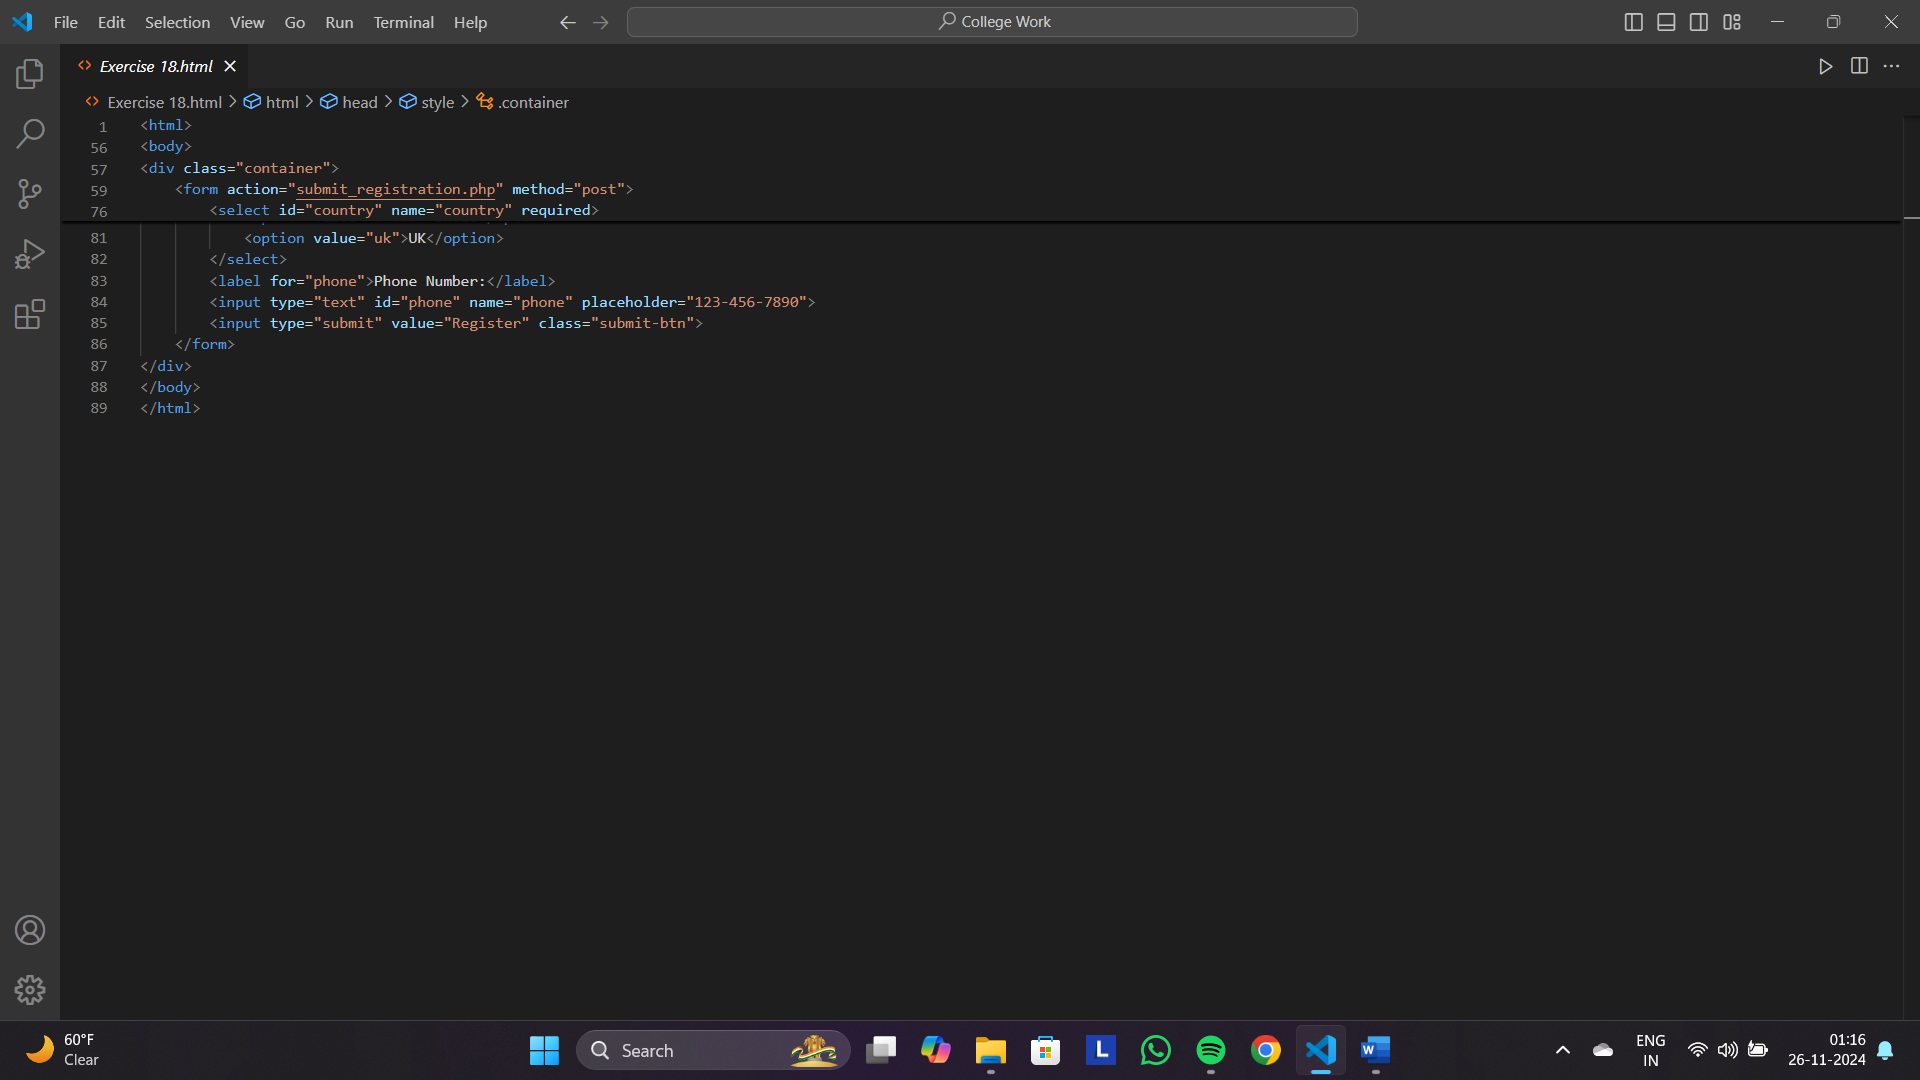 File Edit Selection View Go Run Terminal Help
College Work
Exercise 18.html
Exercise 18.html > html > head > style > .container
1 <html>
56 <body>
57 <div class="container">
59 <form action="submit_registration.php" method="post">
76 <select id="country" name="country" required>
81 <option value="uk">UK</option>
82 </select>
83 <label for="phone">Phone Number:</label>
84 <input type="text" id="phone" name="phone" placeholder="123-456-7890">
85 <input type="submit" value="Register" class="submit-btn">
86 </form>
87 </div>
88 </body>
89 </html>
60°F
Clear
Search
L
W
ENG
IN
01:16
26-11-2024